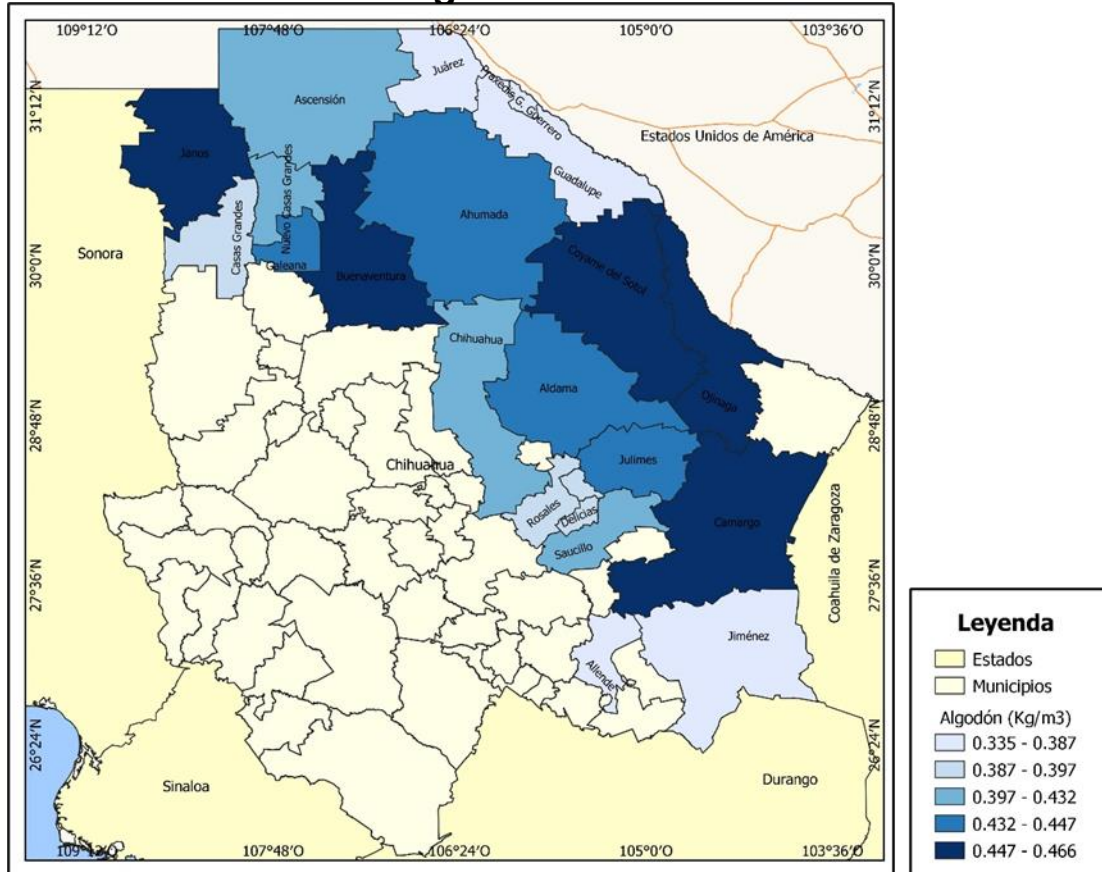 109°12'O 107°48'O 106°24'O 105°0'O 103°36'O
31°12'N
30°0'N
28°48'N
27°36'N
26°24'N
Juárez
Praxedis G. Guerrero
Ascensión
Estados Unidos de América
Janos
Guadalupe
Nuevo Casas Grandes
Casas Grandes
Ahumada
Sonora
Coyame del Sotol
Galeana
Buenaventura
Chihuahua
Aldama
Ojinaga
Chihuahua
Julimes
Rosales
Delicias
Camargo
Saucillo
Coahuila de Zaragoza
Jiménez
Allende
Sinaloa
Durango
31°12'N
30°0'N
28°48'N
27°36'N
26°24'N
109°12'O 107°48'O 106°24'O 105°0'O 103°36'O
Leyenda
Estados
Municipios
Algodón (Kg/m3)
0.335 - 0.387
0.387 - 0.397
0.397 - 0.432
0.432 - 0.447
0.447 - 0.466